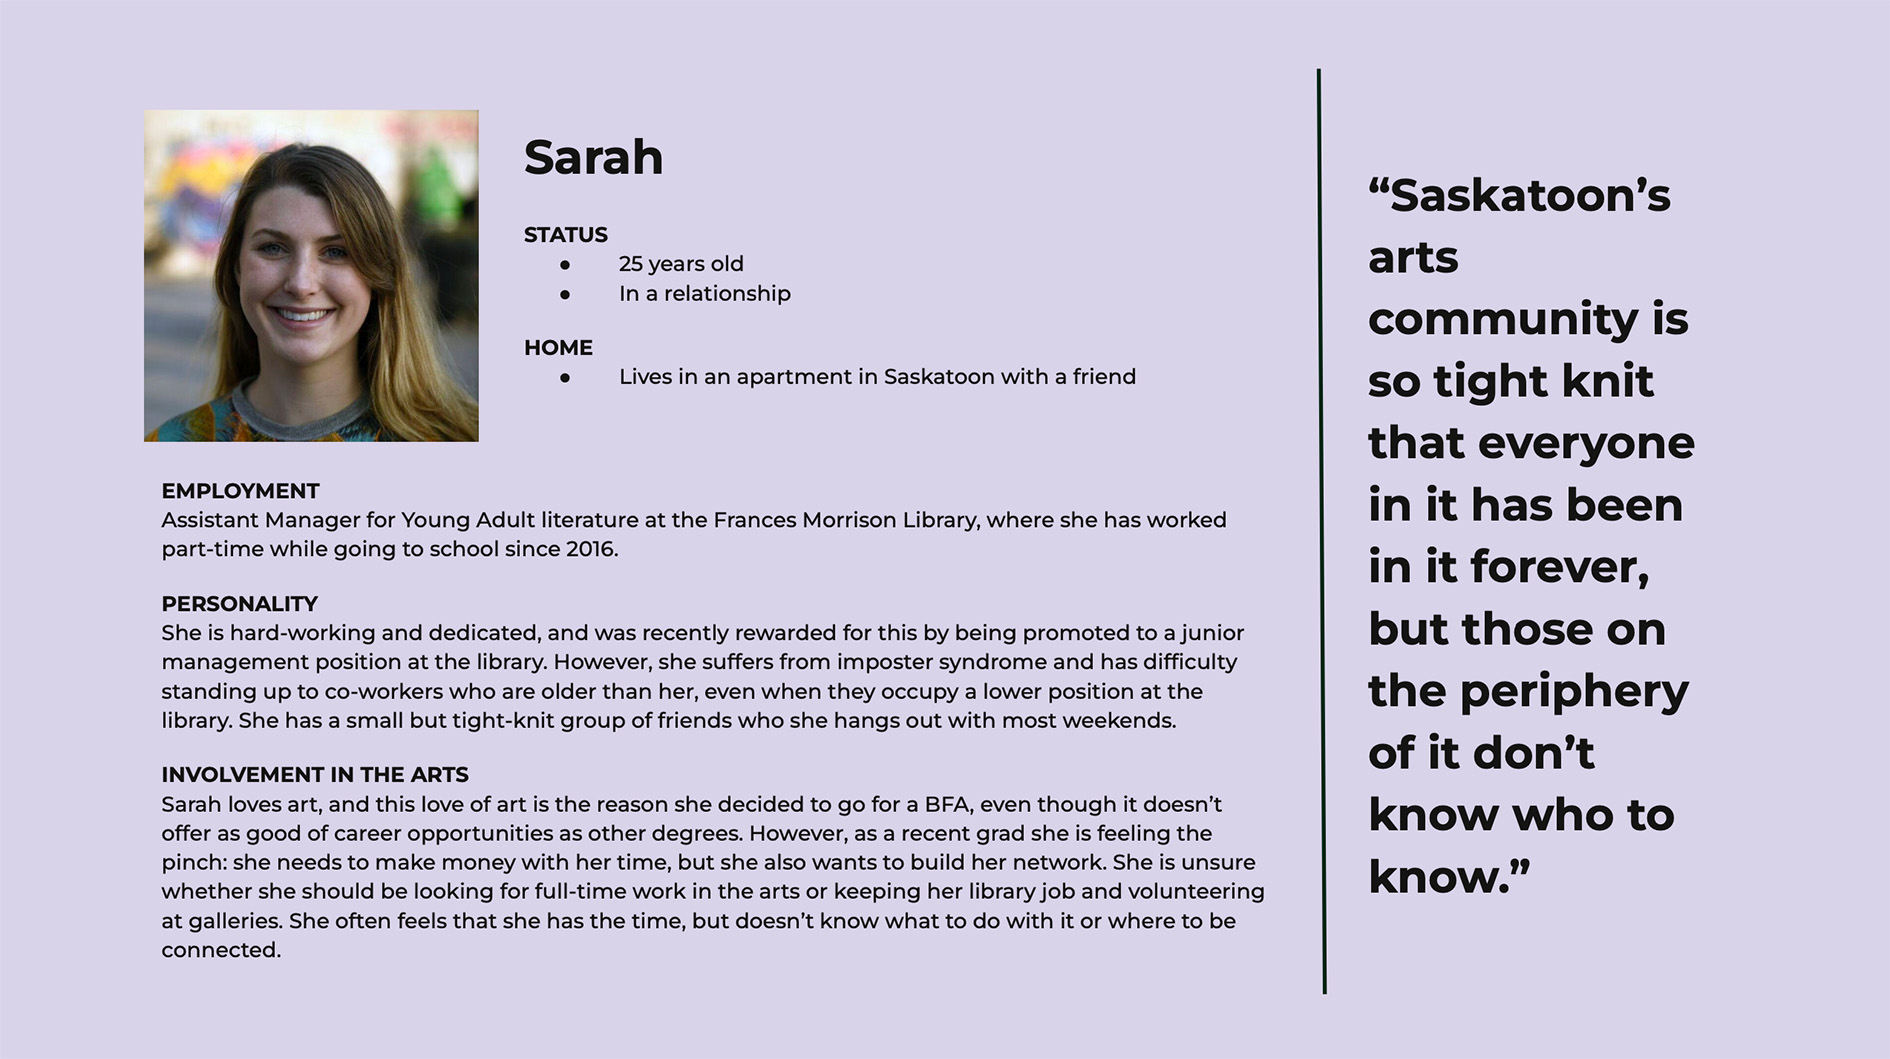 Sarah
STATUS
● 25 years old
● In a relationship
HOME
● Lives in an apartment in Saskatoon with a friend
EMPLOYMENT
Assistant Manager for Young Adult literature at the Frances Morrison Library, where she has worked
part-time while going to school since 2016.
PERSONALITY
She is hard-working and dedicated, and was recently rewarded for this by being promoted to a junior
management position at the library. However, she suffers from imposter syndrome and has difficulty
standing up to co-workers who are older than her, even when they occupy a lower position at the
library. She has a small but tight-knit group of friends who she hangs out with most weekends.
INVOLVEMENT IN THE ARTS
Sarah loves art, and this love of art is the reason she decided to go for a BFA, even though it doesn’t
offer as good of career opportunities as other degrees. However, as a recent grad she is feeling the
pinch: she needs to make money with her time, but she also wants to build her network. She is unsure
whether she should be looking for full-time work in the arts or keeping her library job and volunteering
at galleries. She often feels that she has the time, but doesn’t know what to do with it or where to be
connected.
“Saskatoon’s
arts
community is
so tight knit
that everyone
in it has been
in it forever,
but those on
the periphery
of it don’t
know who to
know.”